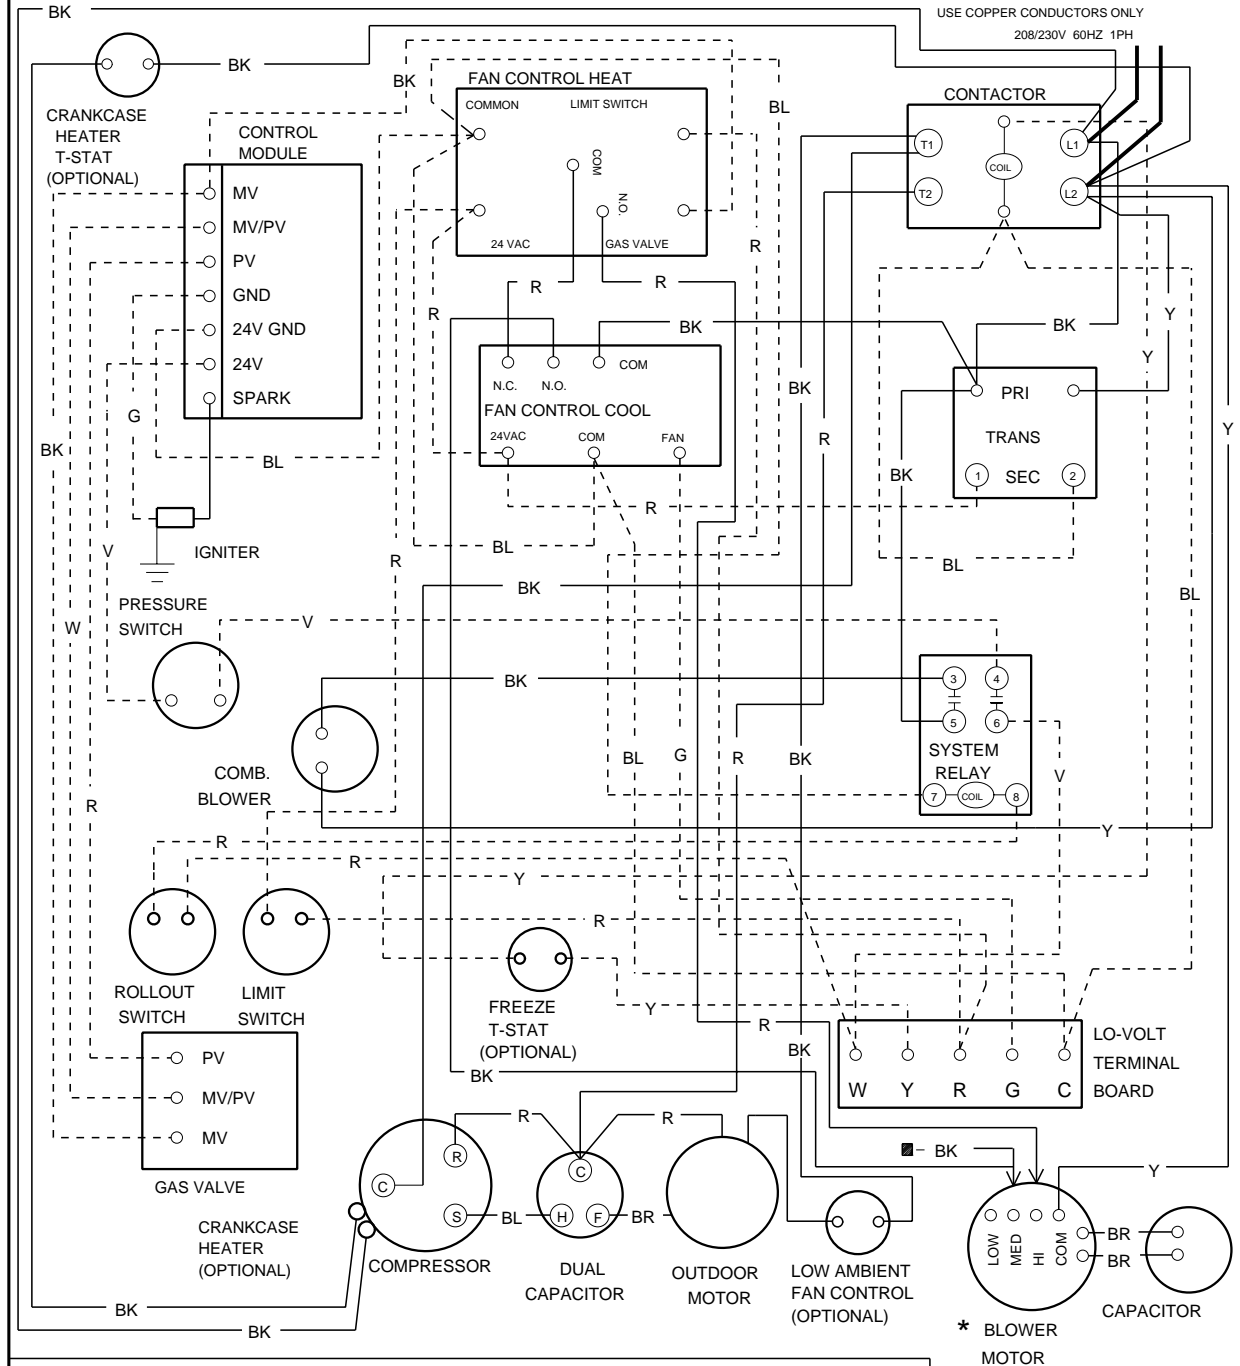 BK
USE COPPER CONDUCTORS ONLY
208/230V 60HZ 1PH
BK
BK
FAN CONTROL HEAT
COMMON
LIMIT SWITCH
COM
N.O.
24 VAC
GAS VALVE
BL
CONTACTOR
T1
T2
COIL
L1
L2
CRANKCASE
HEATER
T-STAT
(OPTIONAL)
CONTROL
MODULE
MV
MV/PV
PV
GND
24V GND
24V
SPARK
R
R
R
R
BK
BK
Y
Y
BK
R
Y
N.C.
N.O.
COM
FAN CONTROL COOL
24VAC
COM
FAN
PRI
TRANS
1
SEC
2
G
BK
BL
BK
R
V
IGNITER
R
BL
BL
BK
BL
PRESSURE
SWITCH
W
V
BK
3
4
5
6
SYSTEM
RELAY
7
COIL
8
COMB.
BLOWER
BL
G
R
BK
V
R
R
R
Y
Y
R
ROLLOUT
SWITCH
LIMIT
SWITCH
FREEZE
T-STAT
(OPTIONAL)
Y
R
BK
BK
LO-VOLT
TERMINAL
BOARD
W
Y
R
G
C
PV
MV/PV
MV
GAS VALVE
R
C
S
R
R
BL
C
H
F
BR
BK
Y
LOW
MED
HI
COM
BR
BR
CRANKCASE
HEATER
(OPTIONAL)
COMPRESSOR
DUAL
CAPACITOR
OUTDOOR
MOTOR
LOW AMBIENT
FAN CONTROL
(OPTIONAL)
CAPACITOR
BK
BK
* BLOWER
MOTOR